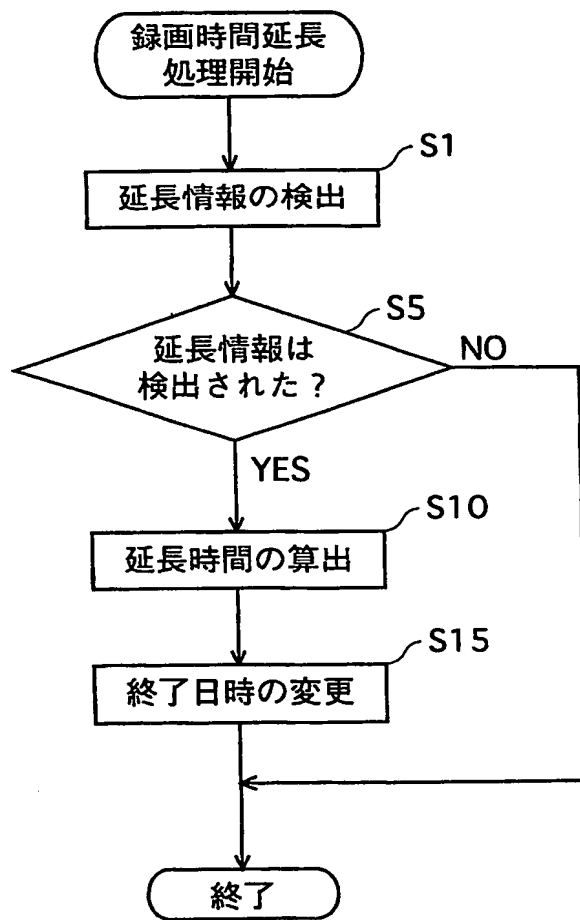 録画時間延長
処理開始
S1
延長情報の検出
S5
延長情報は
検出された？
NO
YES
S10
延長時間の算出
S15
終了日時の変更
終了